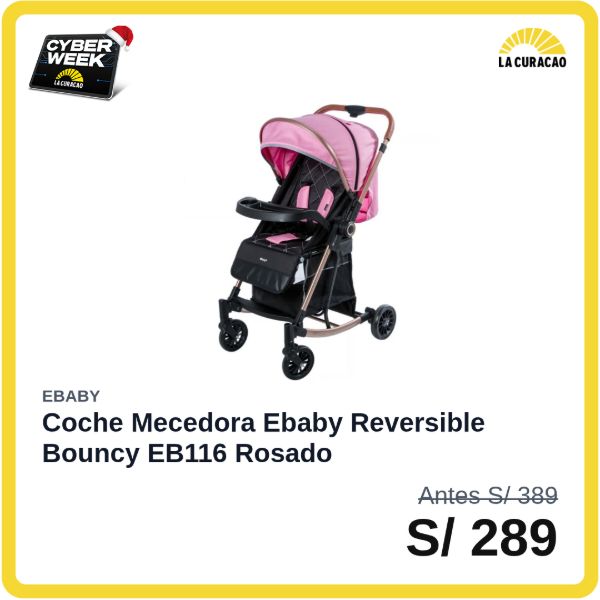 CYBER
WEEK
LA CURACAO
LA CURACAO
EBABY
Coche Mecedora Ebaby Reversible
Bouncy EB116 Rosado
Antes S/ 389
S/ 289